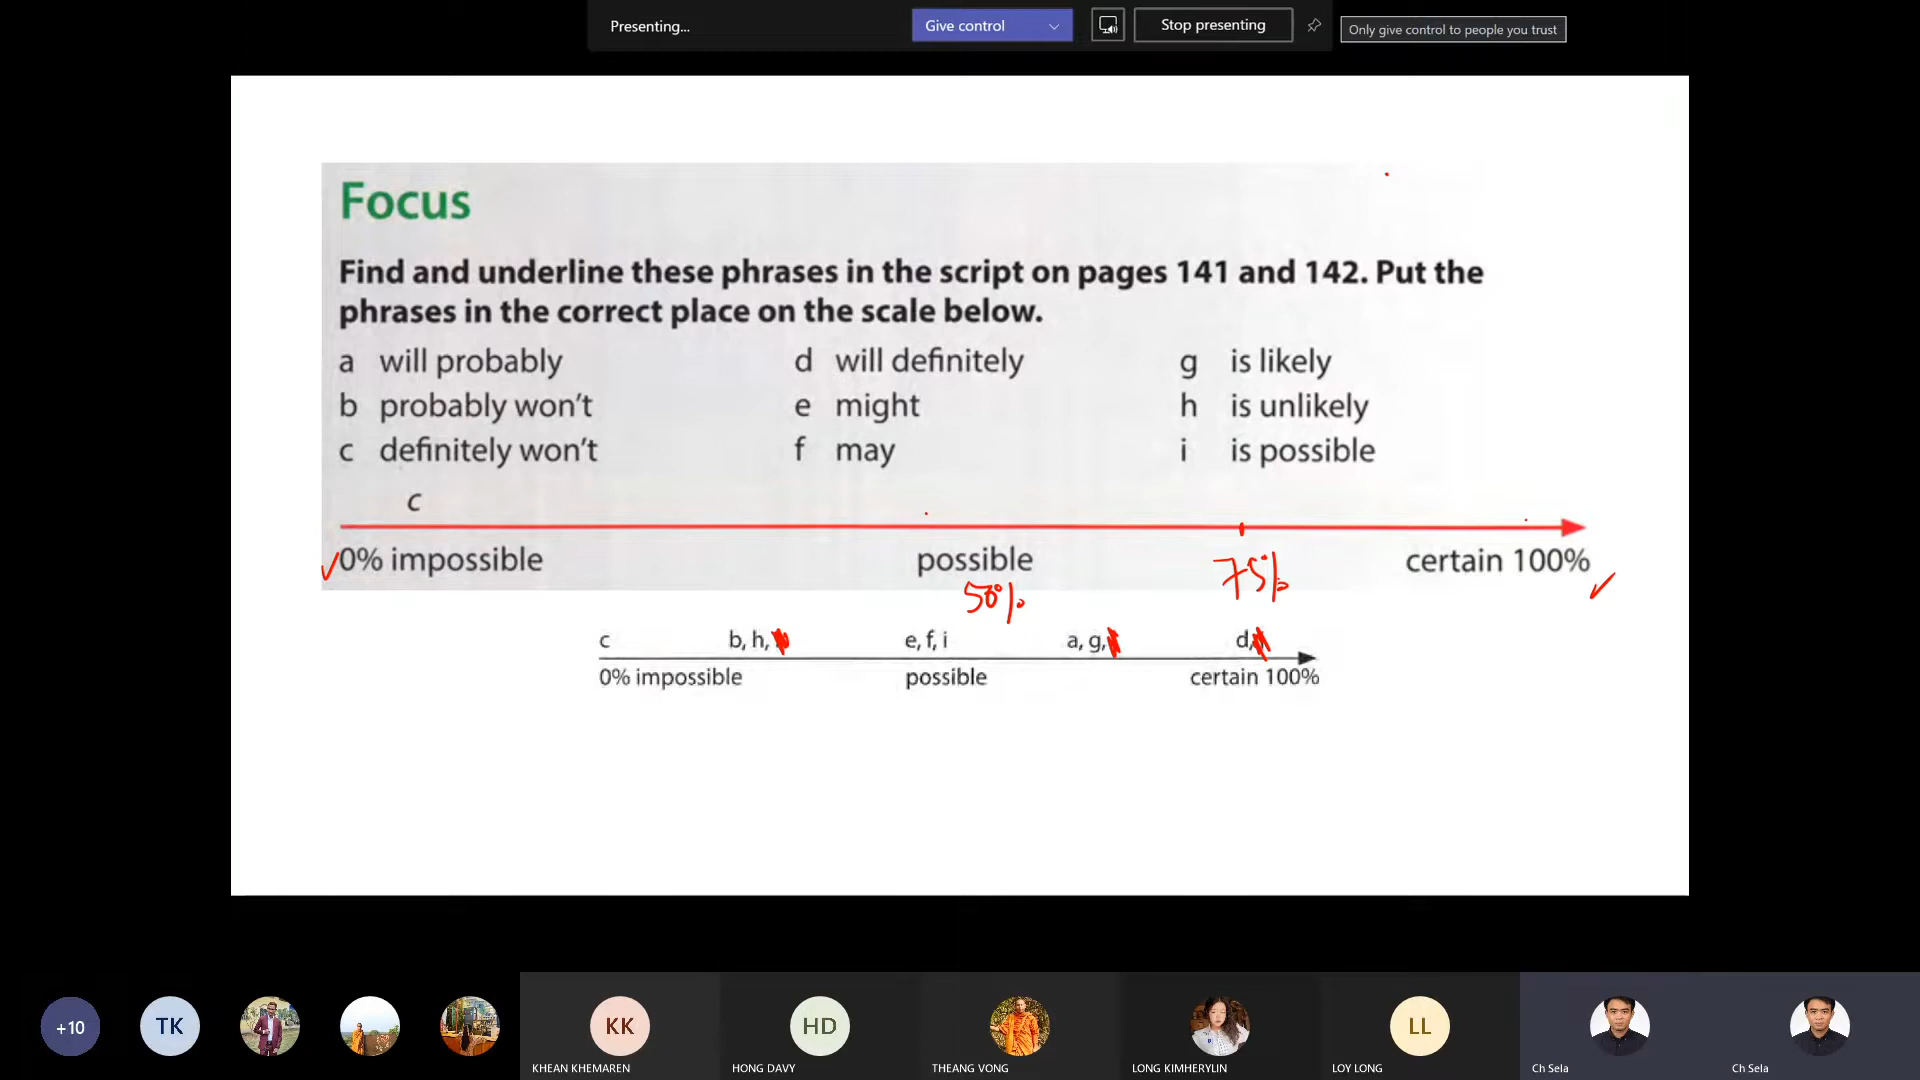 Presenting...
Give control
Stop presenting
Only give control to people you trust
Focus
Find and underline these phrases in the script on pages 141 and 142. Put the
phrases in the correct place on the scale below.
a will probably d will definitely g is likely
b probably won't e might h is unlikely
c definitely won't f may i is possible
c
0% impossible possible certain 100%
50% 75%
c b, h, e, f, i a, g, d,
0% impossible possible certain 100%
+10 TK KK HD LL
KHEAN KHEMAREN HONG DAVY THEANG VONG LONG KIMHERYLIN LOY LONG Ch Sela Ch Sela